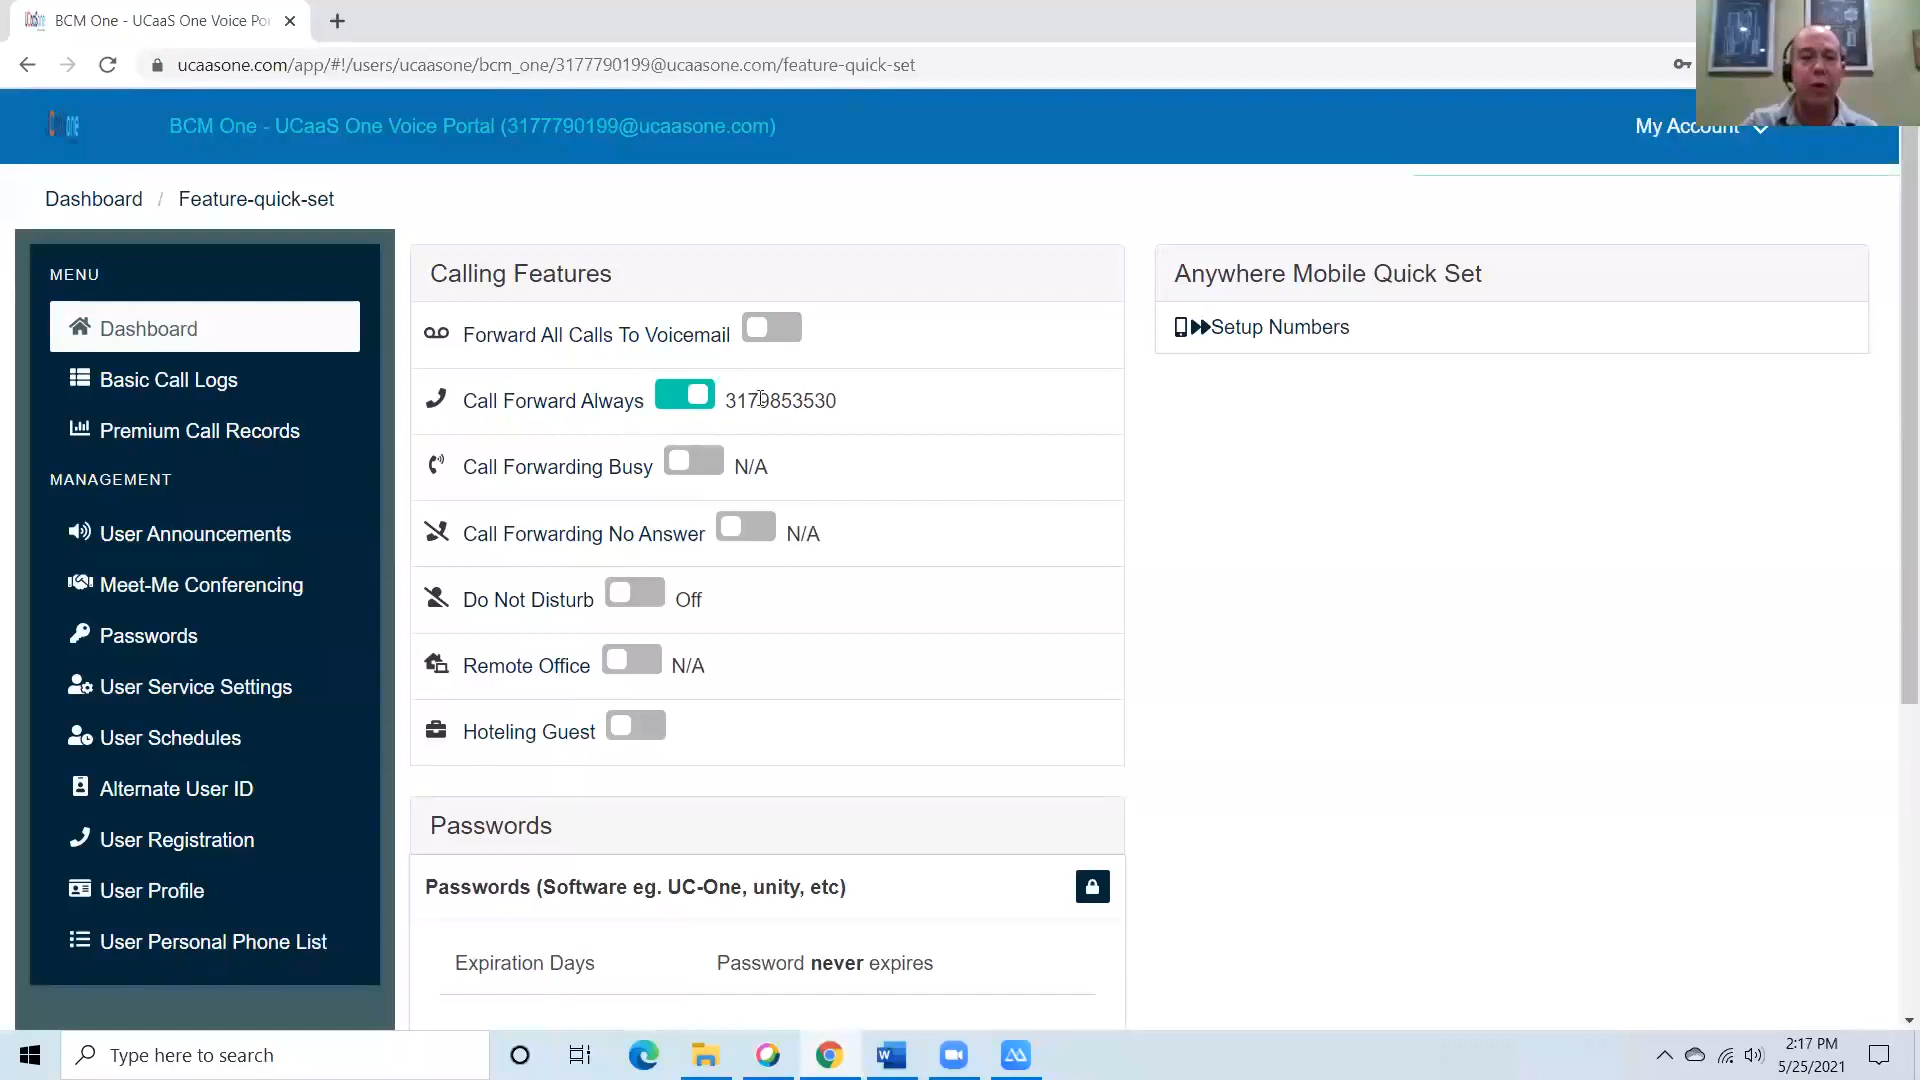 BCM One - UCaaS One Voice Po
ucaasone.com/app/#!/users/ucaasone/bcm_one/3177790199@ucaasone.com/feature-quick-set
one
BCM One - UCaaS One Voice Portal (3177790199@ucaasone.com)
My Account
Dashboard / Feature-quick-set
MENU
Dashboard
Basic Call Logs
Premium Call Records
MANAGEMENT
User Announcements
Meet-Me Conferencing
Passwords
User Service Settings
User Schedules
Alternate User ID
User Registration
User Profile
User Personal Phone List
Calling Features
Forward All Calls To Voicemail
Call Forward Always 3179853530
Call Forwarding Busy N/A
Call Forwarding No Answer N/A
Do Not Disturb Off
Remote Office N/A
Hoteling Guest
Passwords
Passwords (Software eg. UC-One, unity, etc)
Expiration Days Password never expires
Anywhere Mobile Quick Set
Setup Numbers
Type here to search
2:17 PM
5/25/2021